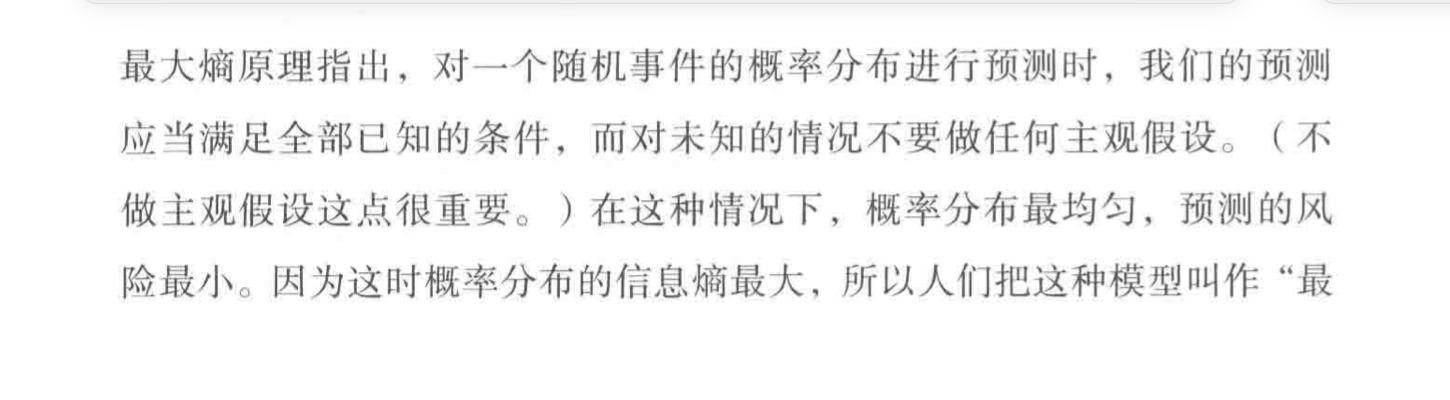 最大熵原理指出，对一个随机事件的概率分布进行预测时，我们的预测
应当满足全部已知的条件，而对未知的情况不要做任何主观假设。（不
做主观假设这点很重要。）在这种情况下，概率分布最均匀，预测的风
险最小。因为这时概率分布的信息熵最大，所以人们把这种模型叫作“最